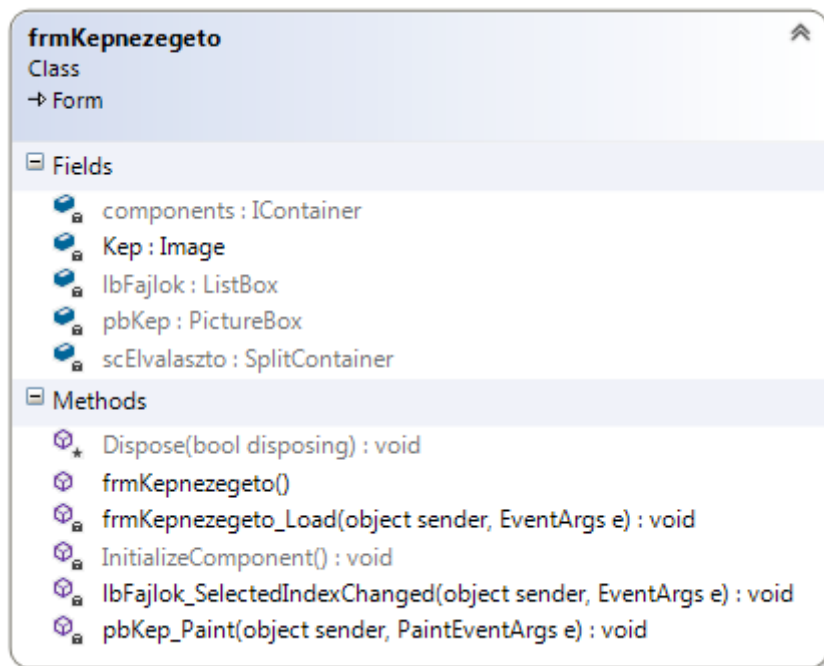 frmKepnezegeto
Class
Form
Fields
components : IContainer
Kep : Image
lbFajlok : ListBox
pbKep : PictureBox
scElvalaszto : SplitContainer
Methods
Dispose(bool disposing) : void
frmKepnezegeto()
frmKepnezegeto_Load(object sender, EventArgs e) : void
InitializeComponent() : void
lbFajlok_SelectedIndexChanged(object sender, EventArgs e) : void
pbKep_Paint(object sender, PaintEventArgs e) : void